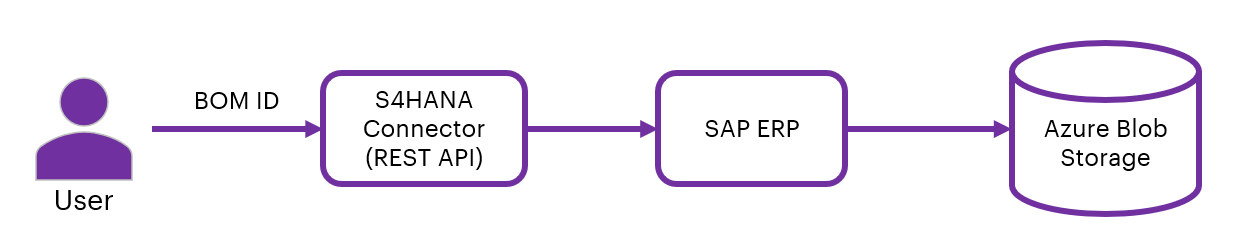 BOM ID
User
S4HANA
Connector
(REST API)
SAP ERP
Azure Blob
Storage